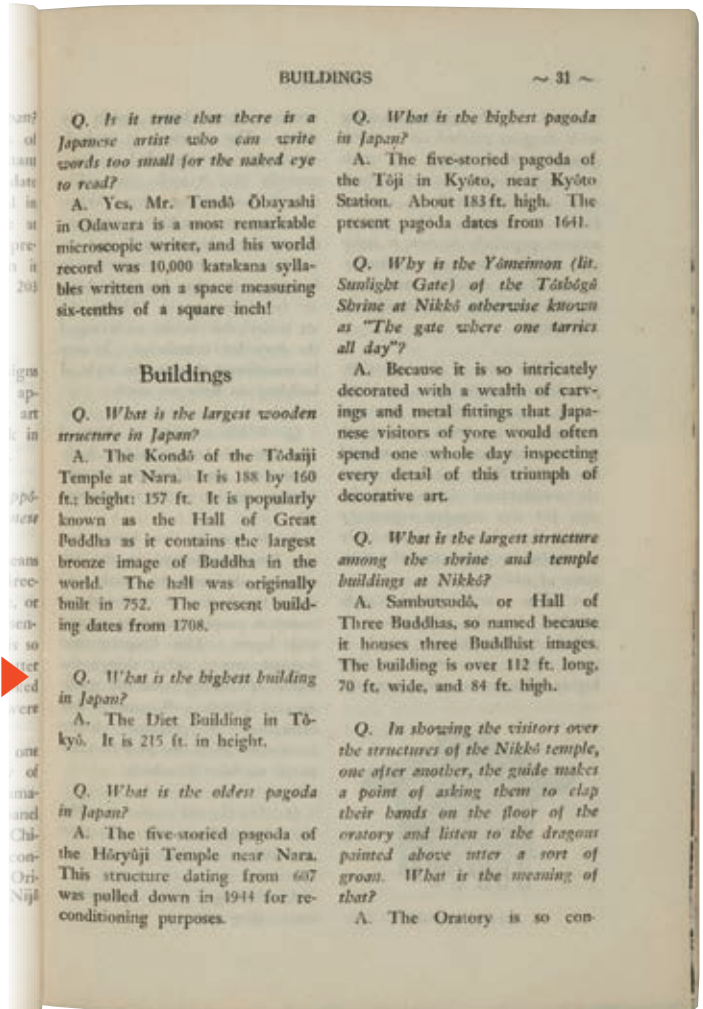 BUILDINGS ~ 31 ~
Q. Is it true that there is a
Japanese artist who can write
words too small for the naked eye
to read?
A. Yes, Mr. Tendô Ōbayashi
in Odawara is a most remarkable
microscopic writer, and his world
record was 10,000 katakana sylla-
bles written on a space measuring
six-tenths of a square inch!
Buildings
Q. What is the largest wooden
structure in Japan?
A. The Kondô of the Tôdaiji
Temple at Nara. It is 188 by 160
ft.; height: 157 ft. It is popularly
known as the Hall of Great
Buddha as it contains the largest
bronze image of Buddha in the
world. The hall was originally
built in 752. The present build-
ing dates from 1708.
Q. What is the highest building
in Japan?
A. The Diet Building in Tô-
kyô. It is 215 ft. in height.
Q. What is the oldest pagoda
in Japan?
A. The five-storied pagoda of
the Hôryûji Temple near Nara.
This structure dating from 607
was pulled down in 1944 for re-
conditioning purposes.
Q. What is the highest pagoda
in Japan?
A. The five-storied pagoda of
the Tôji in Kyôto, near Kyôto
Station. About 183 ft. high. The
present pagoda dates from 1641.
Q. Why is the Yômeimon (lit.
Sunlight Gate) of the Tôshôgû
Shrine at Nikkô otherwise known
as "The gate where one tarries
all day"?
A. Because it is so intricately
decorated with a wealth of carv-
ings and metal fittings that Japa-
nese visitors of yore would often
spend one whole day inspecting
every detail of this triumph of
decorative art.
Q. What is the largest structure
among the shrine and temple
buildings at Nikkô?
A. Sambutsudô, or Hall of
Three Buddhas, so named because
it houses three Buddhist images.
The building is over 112 ft. long,
70 ft. wide, and 84 ft. high.
Q. In showing the visitors over
the structures of the Nikkô temple,
one after another, the guide makes
a point of asking them to clap
their hands on the floor of the
oratory and listen to the dragons
painted above utter a sort of
groan. What is the meaning of
that?
A. The Oratory is so con-